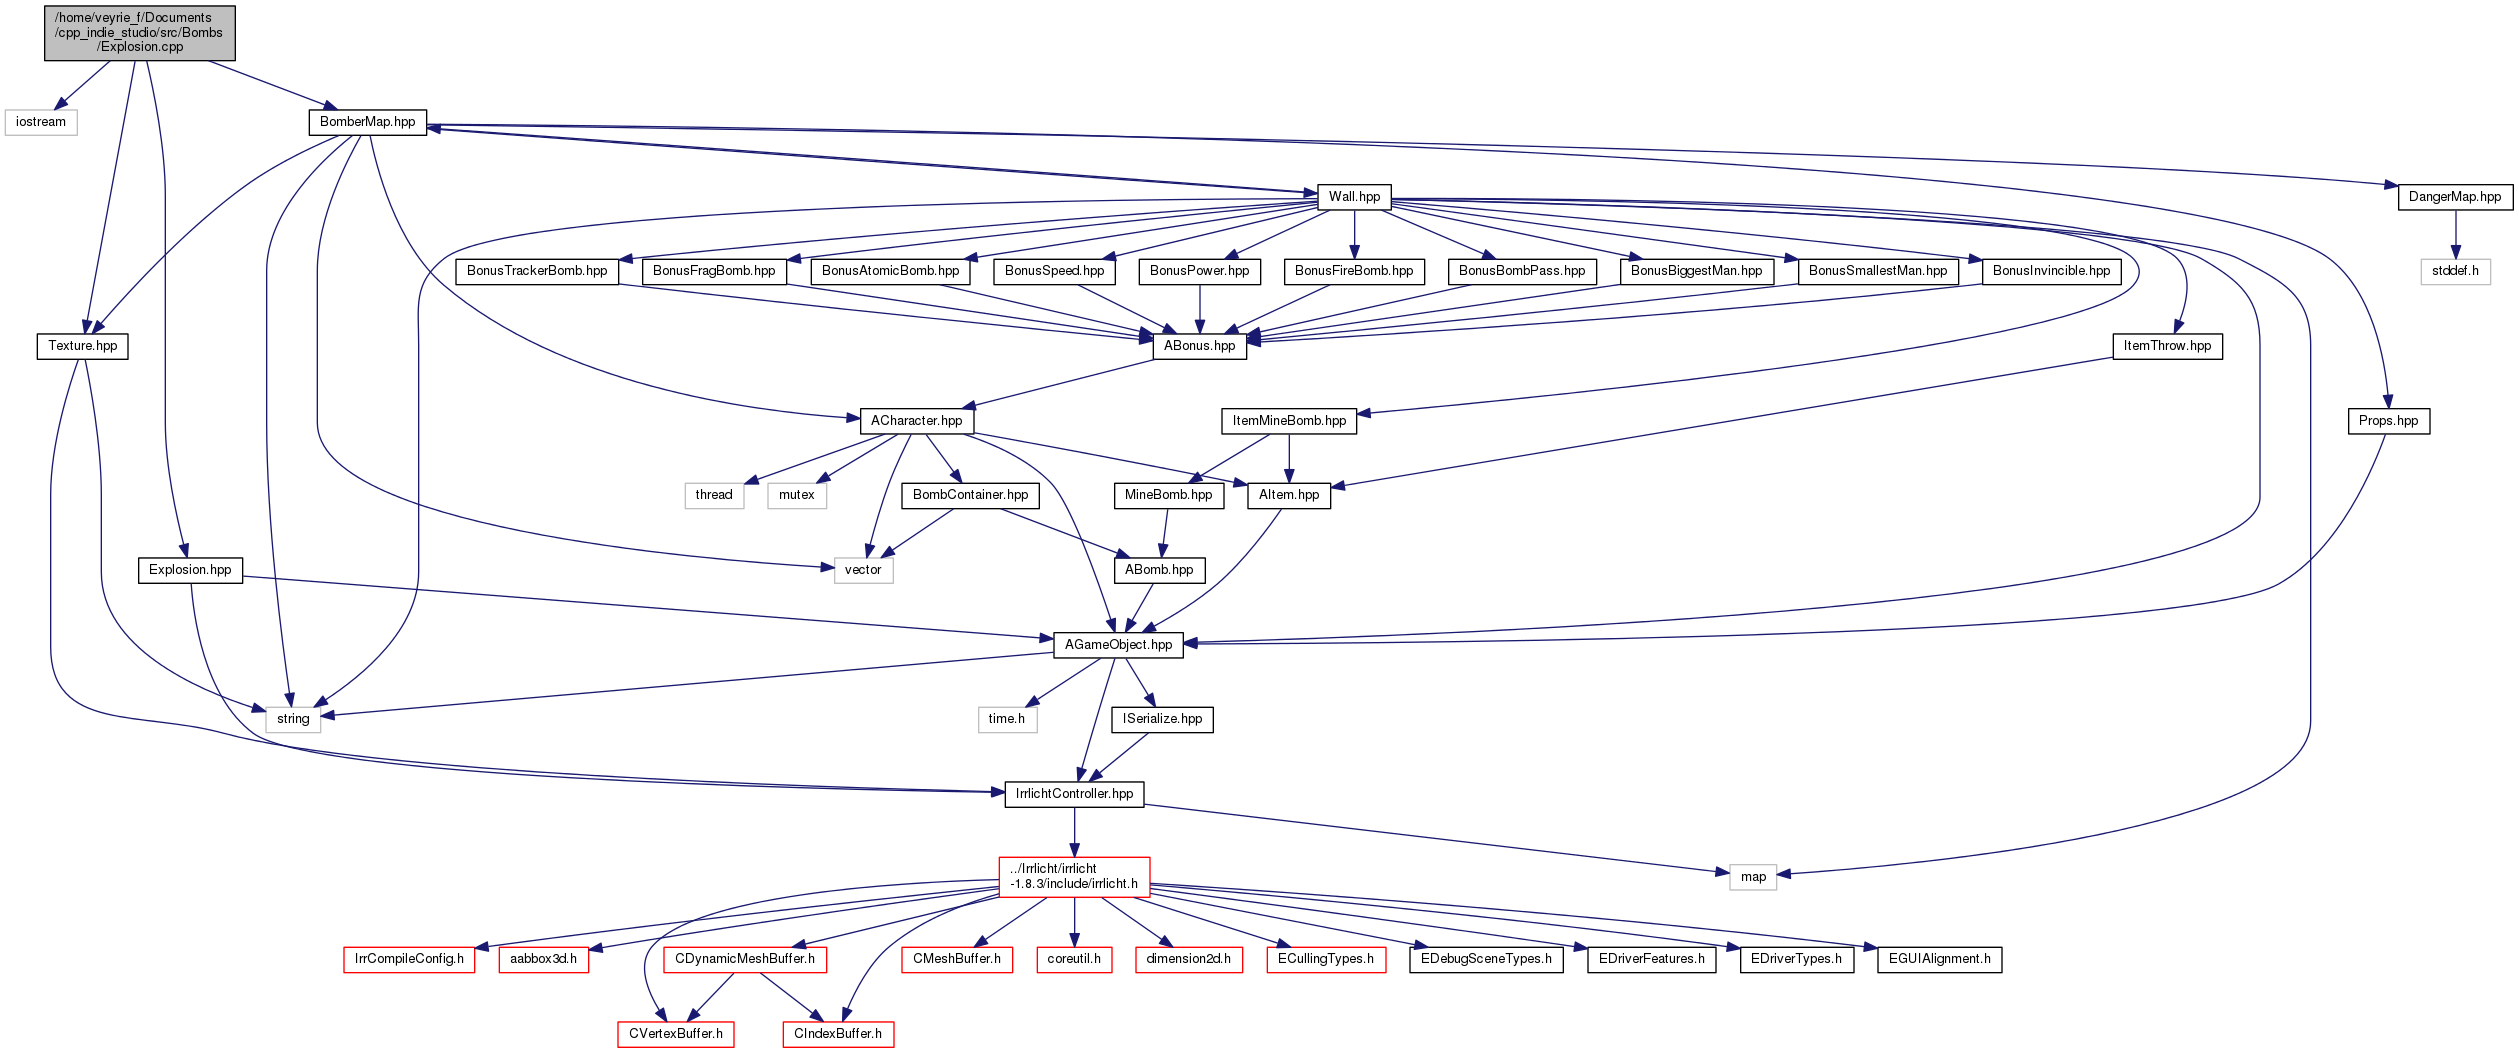 /home/veyrie_f/Documents
/cpp_indie_studio/src/Bombs
/Explosion.cpp
iostream
BomberMap.hpp
Wall.hpp
DangerMap.hpp
BonusTrackerBomb.hpp
BonusFragBomb.hpp
BonusAtomicBomb.hpp
BonusSpeed.hpp
BonusPower.hpp
BonusFireBomb.hpp
BonusBombPass.hpp
BonusBiggestMan.hpp
BonusSmallestMan.hpp
BonusInvincible.hpp
stddef.h
Texture.hpp
ABonus.hpp
ItemThrow.hpp
ACharacter.hpp
ItemMineBomb.hpp
Props.hpp
thread
mutex
BombContainer.hpp
MineBomb.hpp
AItem.hpp
Explosion.hpp
vector
ABomb.hpp
AGameObject.hpp
string
time.h
ISerialize.hpp
IrrlichtController.hpp
../Irrlicht/irrlicht
-1.8.3/include/irrlicht.h
map
IrrCompileConfig.h
aabbox3d.h
CDynamicMeshBuffer.h
CMeshBuffer.h
coreutil.h
dimension2d.h
ECullingTypes.h
EDebugSceneTypes.h
EDriverFeatures.h
EDriverTypes.h
EGUIAlignment.h
CVertexBuffer.h
CIndexBuffer.h